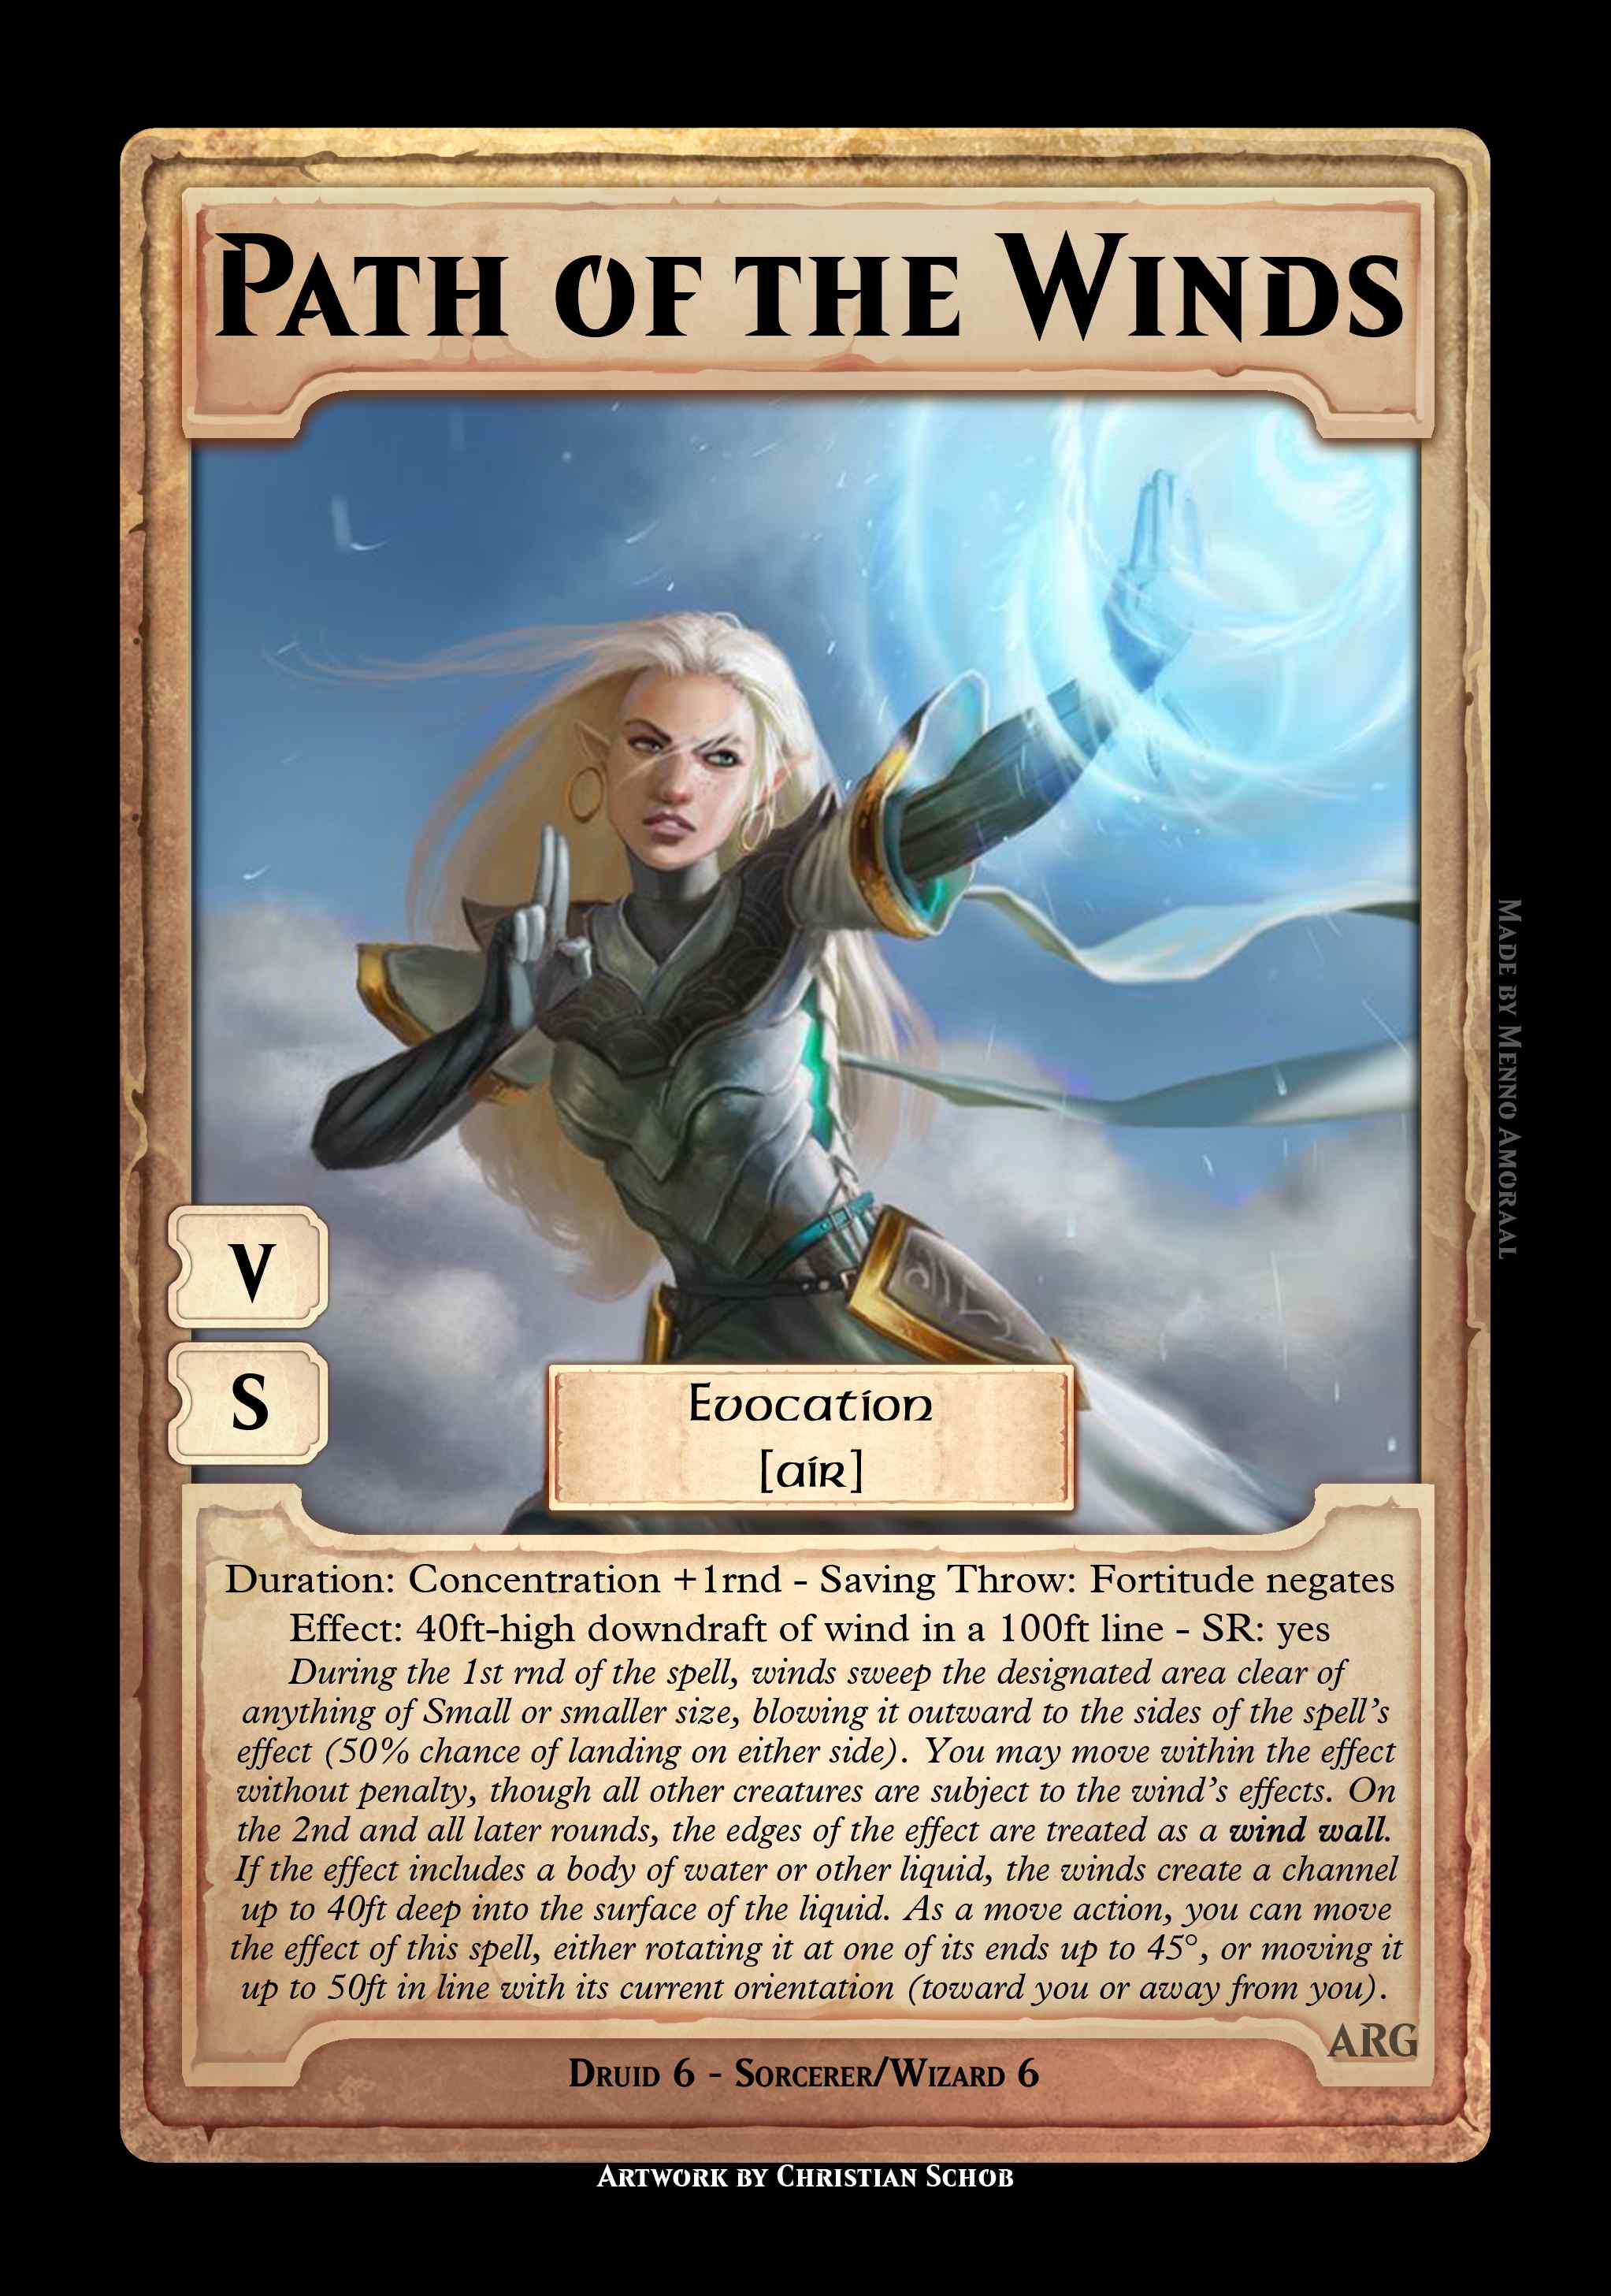 Path of the Winds
V
S
Evocation
[air]
Duration: Concentration +1rnd - Saving Throw: Fortitude negates
Effect: 40ft-high downdraft of wind in a 100ft line - SR: yes
During the 1st rnd of the spell, winds sweep the designated area clear of
anything of Small or smaller size, blowing it outward to the sides of the spell’s
effect (50% chance of landing on either side). You may move within the effect
without penalty, though all other creatures are subject to the wind’s effects. On
the 2nd and all later rounds, the edges of the effect are treated as a wind wall.
If the effect includes a body of water or other liquid, the winds create a channel
up to 40ft deep into the surface of the liquid. As a move action, you can move
the effect of this spell, either rotating it at one of its ends up to 45°, or moving it
up to 50ft in line with its current orientation (toward you or away from you).
ARG
Druid 6 - Sorcerer/Wizard 6
Artwork by Christian Schob
Made by Menno Amoraal